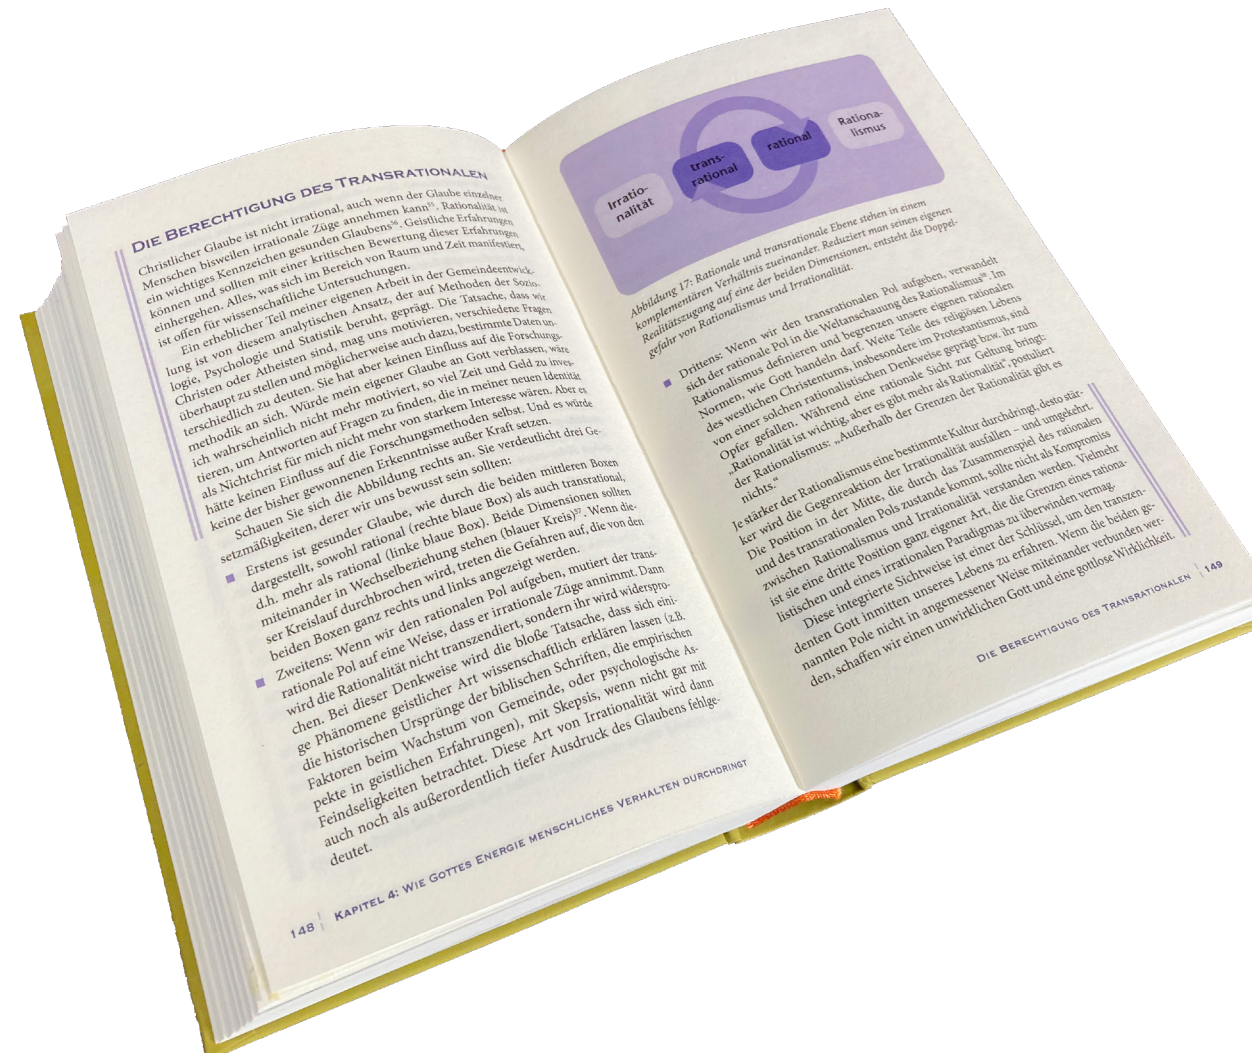 DIE BERECHTIGUNG DES TRANSRATIONALEN
Christlicher Glaube ist nicht irrational, auch wenn der Glaube einzelner
Menschen bisweilen irrationale Züge annehmen kann⁵⁵. Rationalität ist
ein wichtiges Kennzeichen gesunden Glaubens⁵⁶. Geistliche Erfahrungen
können und sollten mit einer kritischen Bewertung dieser Erfahrungen
einhergehen. Alles, was sich im Bereich von Raum und Zeit manifestiert,
ist offen für wissenschaftliche Untersuchungen.
Ein erheblicher Teil meiner eigenen Arbeit in der Gemeindeentwick-
lung ist von diesem analytischen Ansatz, der auf Methoden der Sozio-
logie, Psychologie und Statistik beruht, geprägt. Die Tatsache, dass wir
Christen oder Atheisten sind, mag uns motivieren, verschiedene Fragen
überhaupt zu stellen und möglicherweise auch dazu, bestimmte Daten un-
terschiedlich zu deuten. Sie hat aber keinen Einfluss auf die Forschungs-
methodik an sich. Würde mein eigener Glaube an Gott verblassen, wäre
ich wahrscheinlich nicht mehr motiviert, so viel Zeit und Geld zu inves-
tieren, um Antworten auf Fragen zu finden, die in meiner neuen Identität
als Nichtchrist für mich nicht mehr von starkem Interesse wären. Aber es
hätte keinen Einfluss auf die Forschungsmethoden selbst. Und es würde
keine der bisher gewonnenen Erkenntnisse außer Kraft setzen.
Schauen Sie sich die Abbildung rechts an. Sie verdeutlicht drei Ge-
setzmäßigkeiten, derer wir uns bewusst sein sollten:
■ Erstens ist gesunder Glaube, wie durch die beiden mittleren Boxen
dargestellt, sowohl rational (rechte blaue Box) als auch transrational,
d.h. mehr als rational (linke blaue Box). Beide Dimensionen sollten
miteinander in Wechselbeziehung stehen (blauer Kreis)⁵⁷. Wenn die-
ser Kreislauf durchbrochen wird, treten die Gefahren auf, die von den
beiden Boxen ganz rechts und links angezeigt werden.
■ Zweitens: Wenn wir den rationalen Pol aufgeben, mutiert der trans-
rationale Pol auf eine Weise, dass er irrationale Züge annimmt. Dann
wird die Rationalität nicht transzendiert, sondern ihr wird widerspro-
chen. Bei dieser Denkweise wird die bloße Tatsache, dass sich eini-
ge Phänomene geistlicher Art wissenschaftlich erklären lassen (z.B.
die historischen Ursprünge der biblischen Schriften, die empirischen
Faktoren beim Wachstum von Gemeinde, oder psychologische As-
pekte in geistlichen Erfahrungen), mit Skepsis, wenn nicht gar mit
Feindseligkeiten betrachtet. Diese Art von Irrationalität wird dann
auch noch als außerordentlich tiefer Ausdruck des Glaubens fehlge-
deutet.
148 | KAPITEL 4: WIE GOTTES ENERGIE MENSCHLICHES VERHALTEN DURCHDRINGT
Irratio-
nalität
trans-
rational
rational
Rationa-
lismus
Abbildung 17: Rationale und transrationale Ebene stehen in einem
komplementären Verhältnis zueinander. Reduziert man seinen eigenen
Realitätszugang auf eine der beiden Dimensionen, entsteht die Doppel-
gefahr von Rationalismus und Irrationalität.
■ Drittens: Wenn wir den transrationalen Pol aufgeben, verwandelt
sich der rationale Pol in die Weltanschauung des Rationalismus⁵⁸. Im
Rationalismus definieren und begrenzen unsere eigenen rationalen
Normen, wie Gott handeln darf. Weite Teile des religiösen Lebens
des westlichen Christentums, insbesondere im Protestantismus, sind
von einer solchen rationalistischen Denkweise geprägt bzw. ihr zum
Opfer gefallen. Während eine rationale Sicht zur Geltung bringt:
„Rationalität ist wichtig, aber es gibt mehr als Rationalität“, postuliert
der Rationalismus: „Außerhalb der Grenzen der Rationalität gibt es
nichts.“
Je stärker der Rationalismus eine bestimmte Kultur durchdringt, desto stär-
ker wird die Gegenreaktion der Irrationalität ausfallen – und umgekehrt.
Die Position in der Mitte, die durch das Zusammenspiel des rationalen
und des transrationalen Pols zustande kommt, sollte nicht als Kompromiss
zwischen Rationalismus und Irrationalität verstanden werden. Vielmehr
ist sie eine dritte Position ganz eigener Art, die die Grenzen eines rationa-
listischen und eines irrationalen Paradigmas zu überwinden vermag.
Diese integrierte Sichtweise ist einer der Schlüssel, um den transzen-
denten Gott inmitten unseres Lebens zu erfahren. Wenn die beiden ge-
nannten Pole nicht in angemessener Weise miteinander verbunden wer-
den, schaffen wir einen unwirklichen Gott und eine gottlose Wirklichkeit.
DIE BERECHTIGUNG DES TRANSRATIONALEN | 149